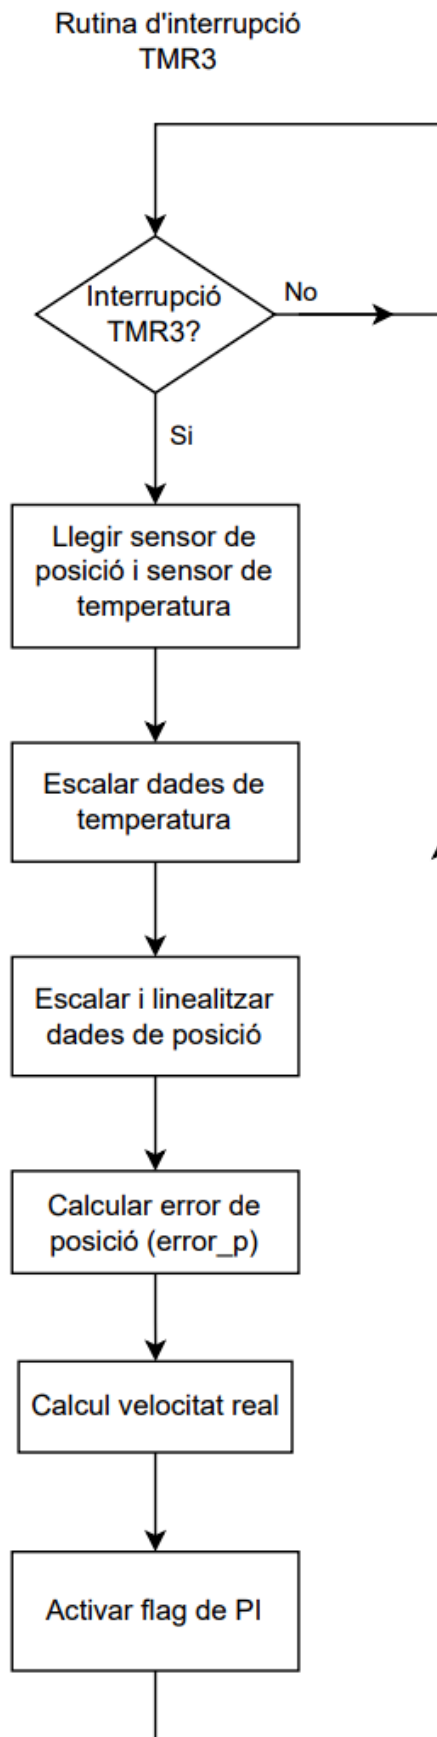 Rutina d'interrupció
TMR3
Interrupció
TMR3?
No
Si
Llegir sensor de
posició i sensor de
temperatura
Escalar dades de
temperatura
Escalar i linealitzar
dades de posició
Calcular error de
posició (error_p)
Calcul velocitat real
Activar flag de PI